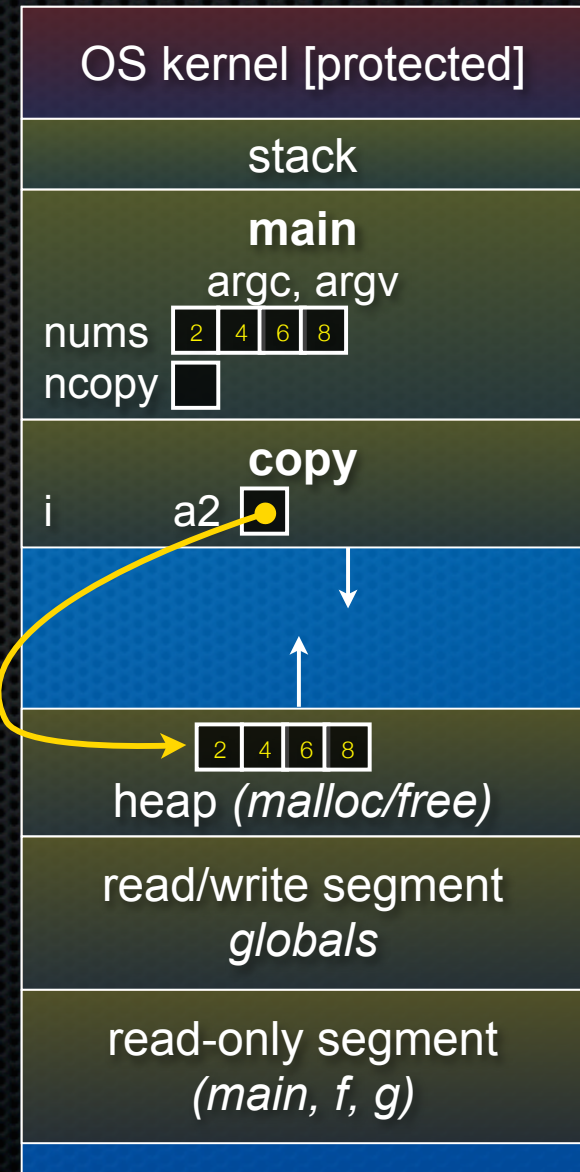 OS kernel [protected]
stack
main
argc, argv
nums 2 4 6 8
ncopy
copy
i a2
2 4 6 8
heap (malloc/free)
read/write segment
globals
read-only segment
(main, f, g)